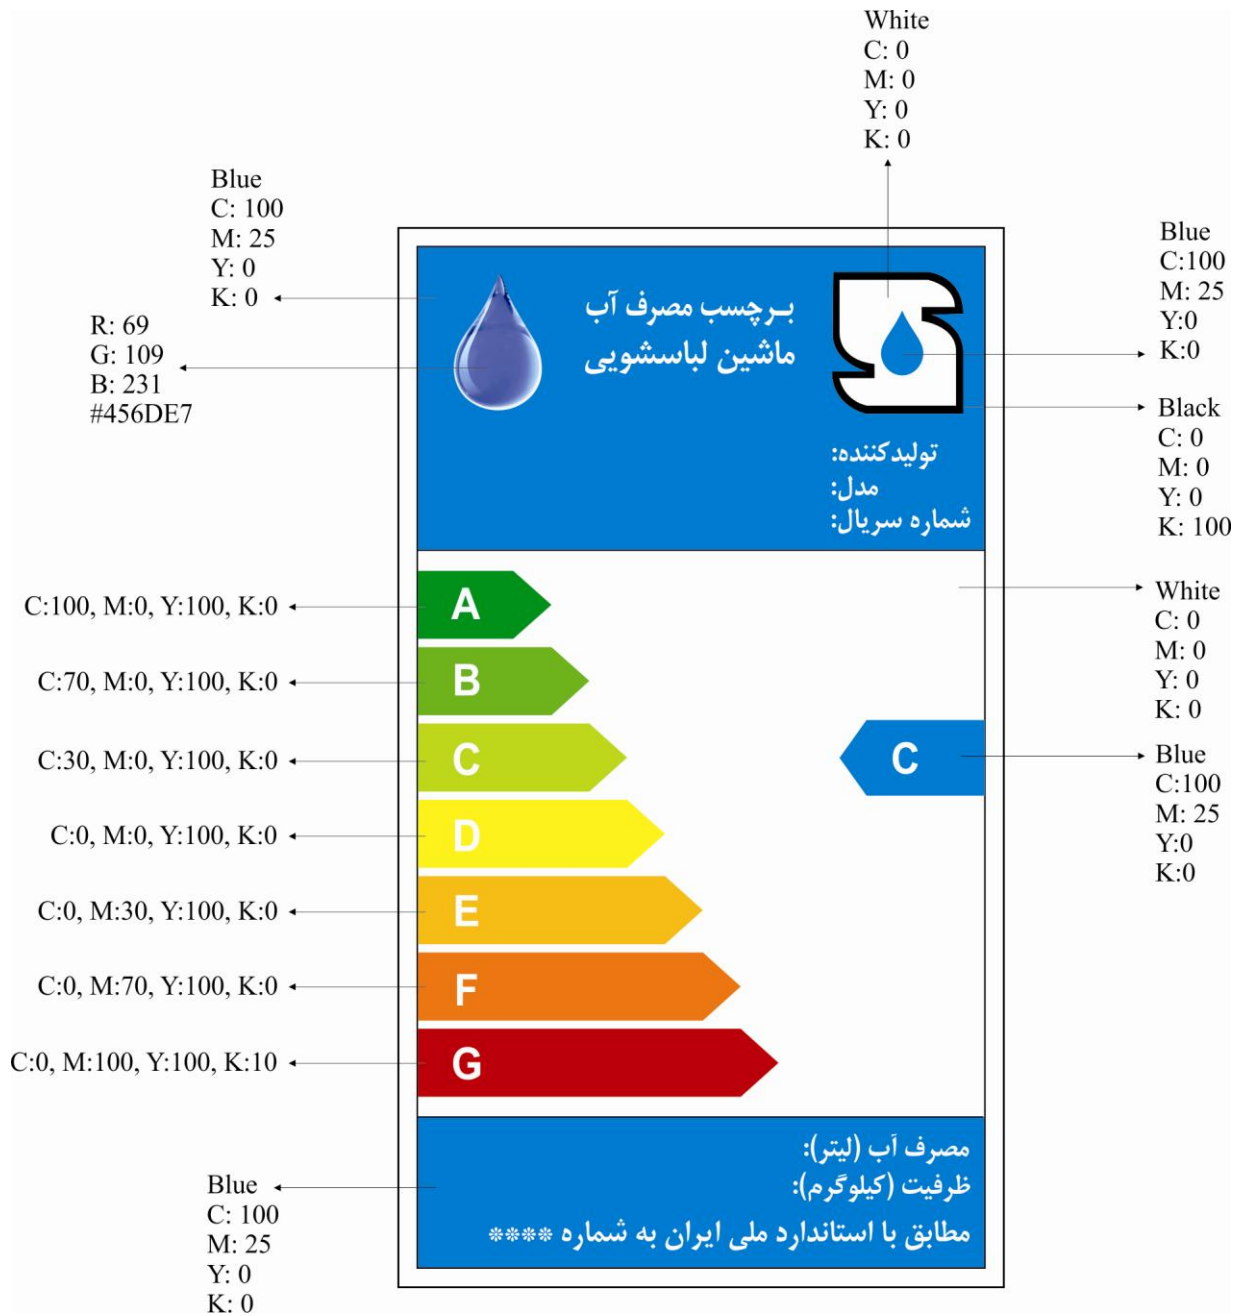 White
C: 0
M: 0
Y: 0
K: 0
Blue
C: 100
M: 25
Y: 0
K: 0
R: 69
G: 109
B: 231
#456DE7
برچسب مصرف آب
ماشین لباسشویی
تولیدکننده:
مدل:
شماره سریال:
Blue
C:100
M: 25
Y:0
K:0
Black
C: 0
M: 0
Y: 0
K: 100
White
C: 0
M: 0
Y: 0
K: 0
C:100, M:0, Y:100, K:0
A
C:70, M:0, Y:100, K:0
B
C:30, M:0, Y:100, K:0
C
C
Blue
C:100
M: 25
Y:0
K:0
C:0, M:0, Y:100, K:0
D
C:0, M:30, Y:100, K:0
E
C:0, M:70, Y:100, K:0
F
C:0, M:100, Y:100, K:10
G
مصرف آب (لیتر):
ظرفیت (کیلوگرم):
مطابق با استاندارد ملی ایران به شماره ****
Blue
C: 100
M: 25
Y: 0
K: 0